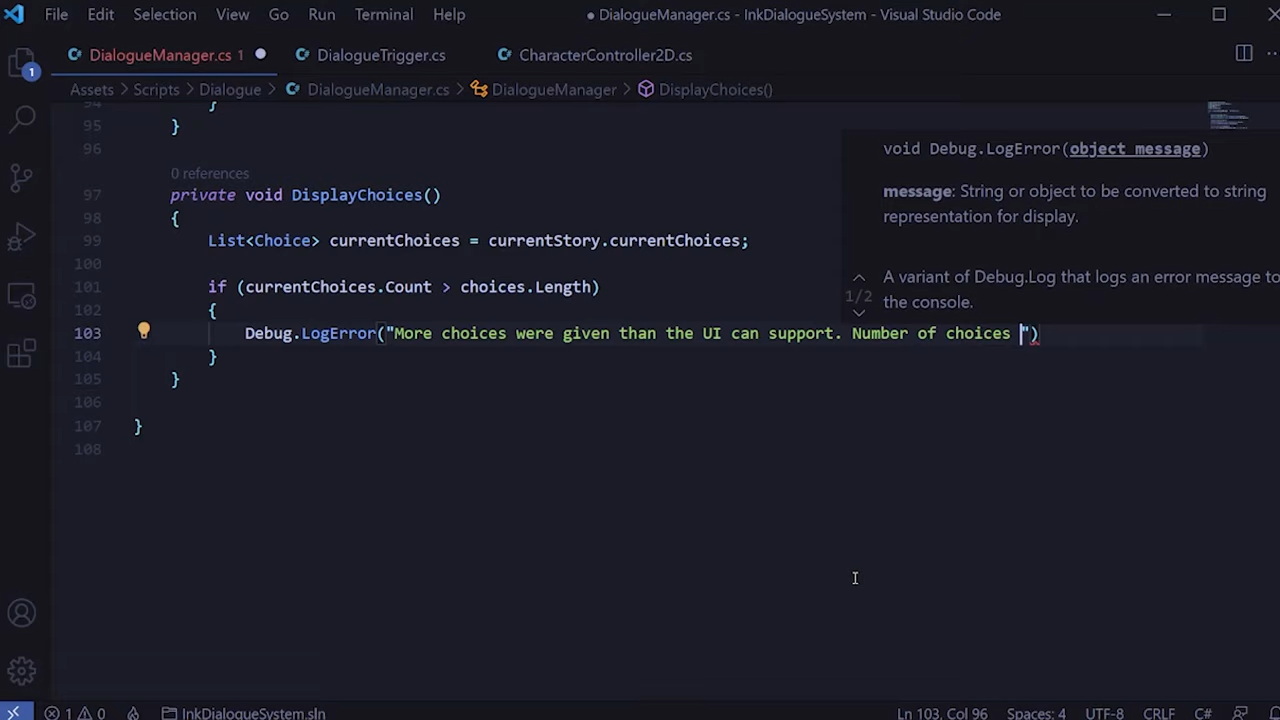 File Edit Selection View Go Run Terminal Help
● DialogueManager.cs - InkDialogueSystem - Visual Studio Code
DialogueManager.cs 1 ● DialogueTrigger.cs CharacterController2D.cs
1
Assets > Scripts > Dialogue > DialogueManager.cs > DialogueManager > DisplayChoices()
94 }
95 }
96
0 references
97 private void DisplayChoices()
98 {
99 List<Choice> currentChoices = currentStory.currentChoices;
100
101 if (currentChoices.Count > choices.Length)
102 {
103 Debug.LogError("More choices were given than the UI can support. Number of choices ")
104 }
105 }
106
107 }
108
void Debug.LogError(object message)
message: String or object to be converted to string
representation for display.
1/2
A variant of Debug.Log that logs an error message to
the console.
1 0 InkDialogueSystem.sln Ln 103, Col 96 Spaces: 4 UTF-8 CRLF C#